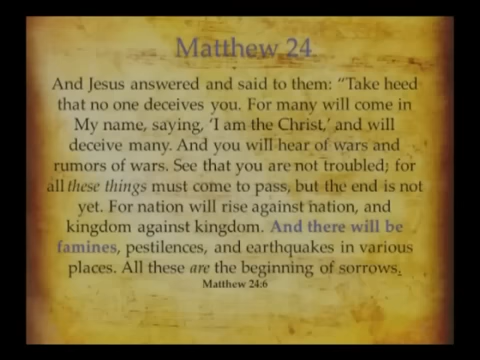 Matthew 24
And Jesus answered and said to them: “Take heed
that no one deceives you. For many will come in
My name, saying, ‘I am the Christ,’ and will
deceive many. And you will hear of wars and
rumors of wars. See that you are not troubled; for
all these things must come to pass, but the end is not
yet. For nation will rise against nation, and
kingdom against kingdom. And there will be
famines, pestilences, and earthquakes in various
places. All these are the beginning of sorrows.
Matthew 24:6